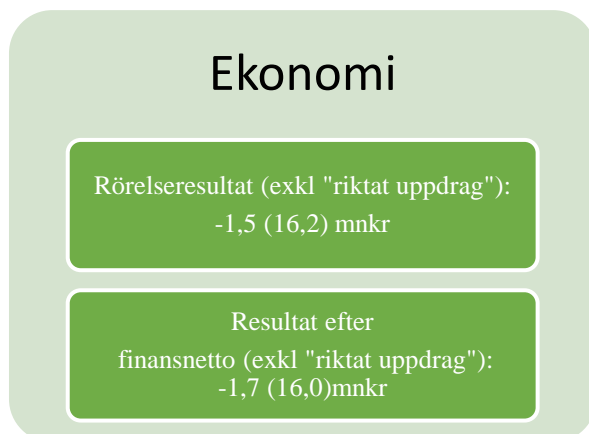 Ekonomi
Rörelseresultat (exkl "riktat uppdrag"):
-1,5 (16,2) mnkr
Resultat efter
finansnetto (exkl "riktat uppdrag"):
-1,7 (16,0)mnkr